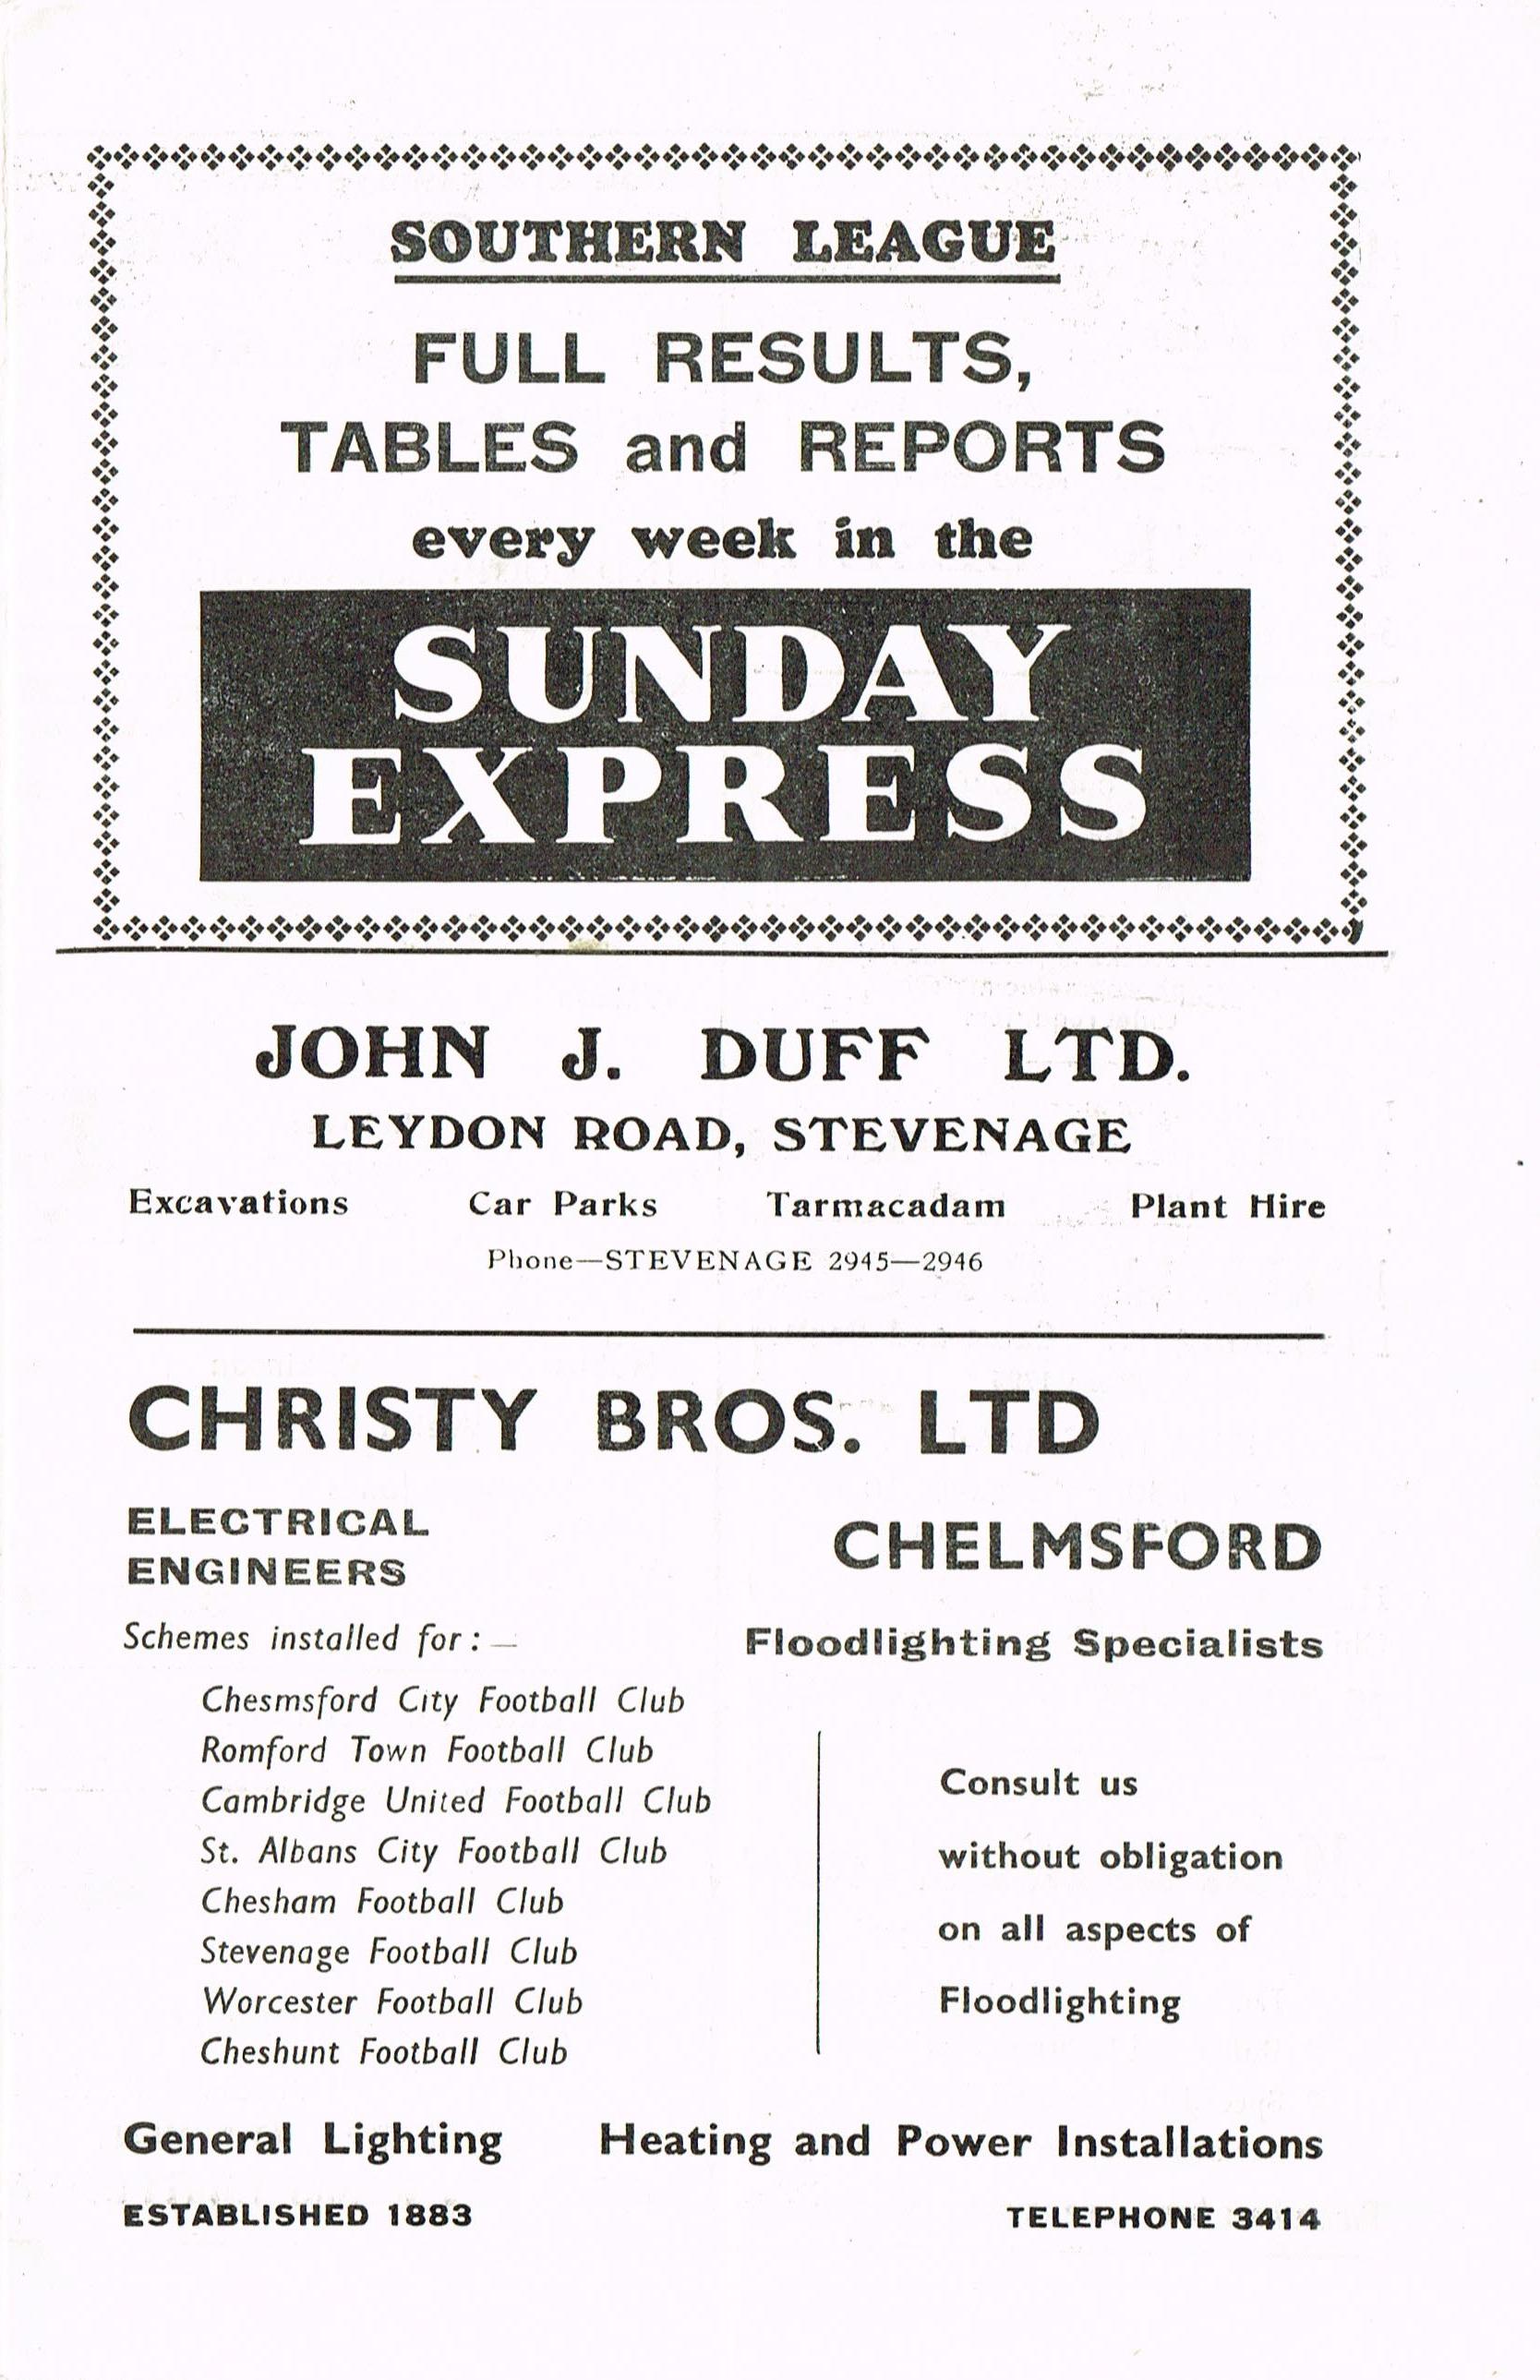 SOUTHERN LEAGUE
FULL RESULTS,
TABLES and REPORTS
every week in the
SUNDAY
EXPRESS
JOHN J. DUFF LTD.
LEYDON ROAD, STEVENAGE
Excavations Car Parks Tarmacadam Plant Hire
Phone—STEVENAGE 2945—2946
CHRISTY BROS. LTD
ELECTRICAL
ENGINEERS
CHELMSFORD
Schemes installed for:—
Floodlighting Specialists
Chesmsford City Football Club
Romford Town Football Club
Cambridge United Football Club
St. Albans City Football Club
Chesham Football Club
Stevenage Football Club
Worcester Football Club
Cheshunt Football Club
Consult us
without obligation
on all aspects of
Floodlighting
General Lighting Heating and Power Installations
ESTABLISHED 1883 TELEPHONE 3414